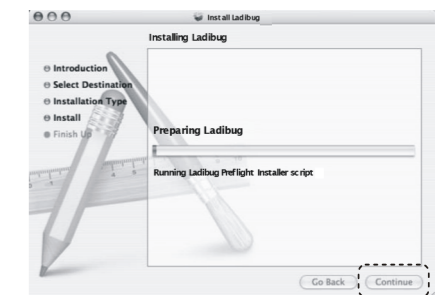 Install Ladibug
Installing Ladibug
Introduction
Select Destination
Installation Type
Install
Finish Up
Preparing Ladibug
Running Ladibug Preflight Installer script
Go Back
Continue